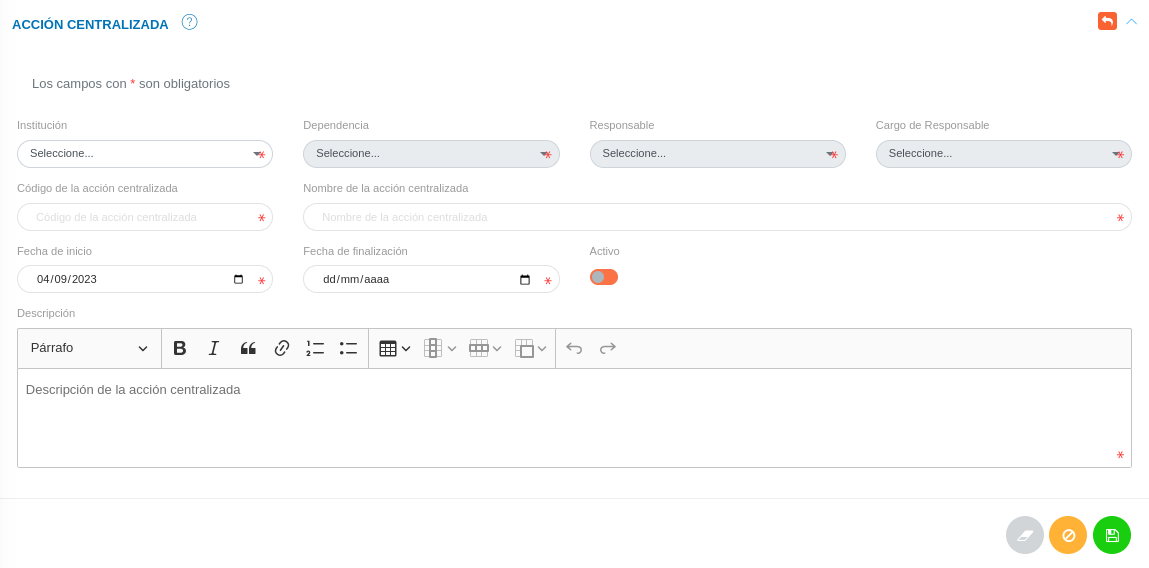 ACCIÓN CENTRALIZADA ?
Los campos con * son obligatorios
Institución Dependencia Responsable Cargo de Responsable
Seleccione... * Seleccione... * Seleccione... * Seleccione... *
Código de la acción centralizada Nombre de la acción centralizada
Código de la acción centralizada * Nombre de la acción centralizada *
Fecha de inicio Fecha de finalización Activo
04/09/2023 * dd/mm/aaaa *
Descripción
Párrafo B I
Descripción de la acción centralizada
*